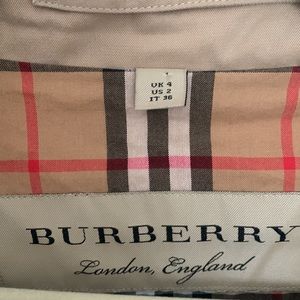 UK 4
US 2
IT 36
BURBERRY
London, England